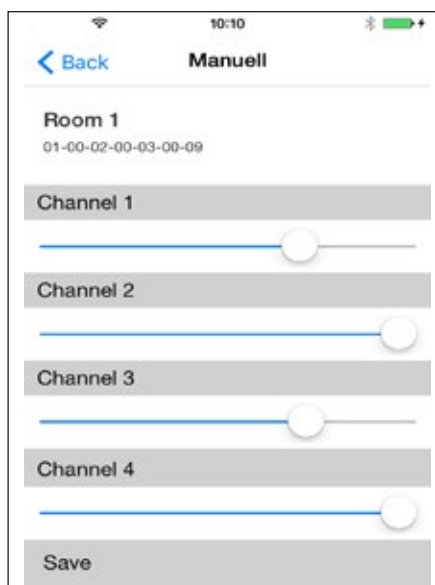 10:10
Back
Manuell
Room 1
01-00-02-00-03-00-09
Channel 1
Channel 2
Channel 3
Channel 4
Save